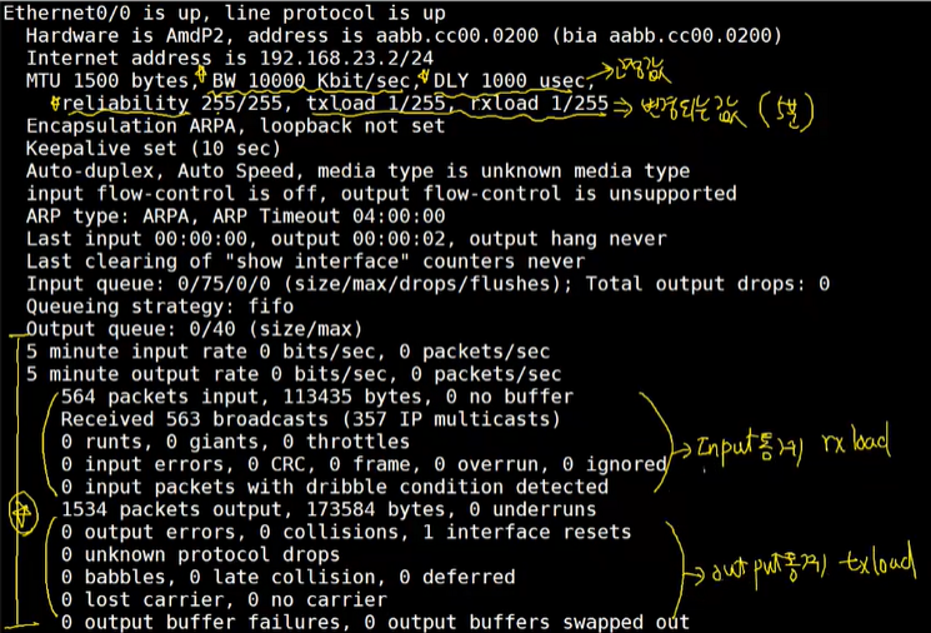 Ethernet0/0 is up, line protocol is up
Hardware is AmdP2, address is aabb.cc00.0200 (bia aabb.cc00.0200)
Internet address is 192.168.23.2/24
MTU 1500 bytes, BW 10000 Kbit/sec, DLY 1000 usec, →고정값
reliability 255/255, txload 1/255, rxload 1/255 ⇒ 변동되는 값 (5분)
Encapsulation ARPA, loopback not set
Keepalive set (10 sec)
Auto-duplex, Auto Speed, media type is unknown media type
input flow-control is off, output flow-control is unsupported
ARP type: ARPA, ARP Timeout 04:00:00
Last input 00:00:00, output 00:00:02, output hang never
Last clearing of "show interface" counters never
Input queue: 0/75/0/0 (size/max/drops/flushes); Total output drops: 0
Queueing strategy: fifo
Output queue: 0/40 (size/max)
5 minute input rate 0 bits/sec, 0 packets/sec
5 minute output rate 0 bits/sec, 0 packets/sec
564 packets input, 113435 bytes, 0 no buffer
Received 563 broadcasts (357 IP multicasts)
0 runts, 0 giants, 0 throttles
0 input errors, 0 CRC, 0 frame, 0 overrun, 0 ignored
→Input통계 rxload
0 input packets with dribble condition detected
1534 packets output, 173584 bytes, 0 underruns
0 output errors, 0 collisions, 1 interface resets
0 unknown protocol drops
→output통계 txload
0 babbles, 0 late collision, 0 deferred
0 lost carrier, 0 no carrier
0 output buffer failures, 0 output buffers swapped out